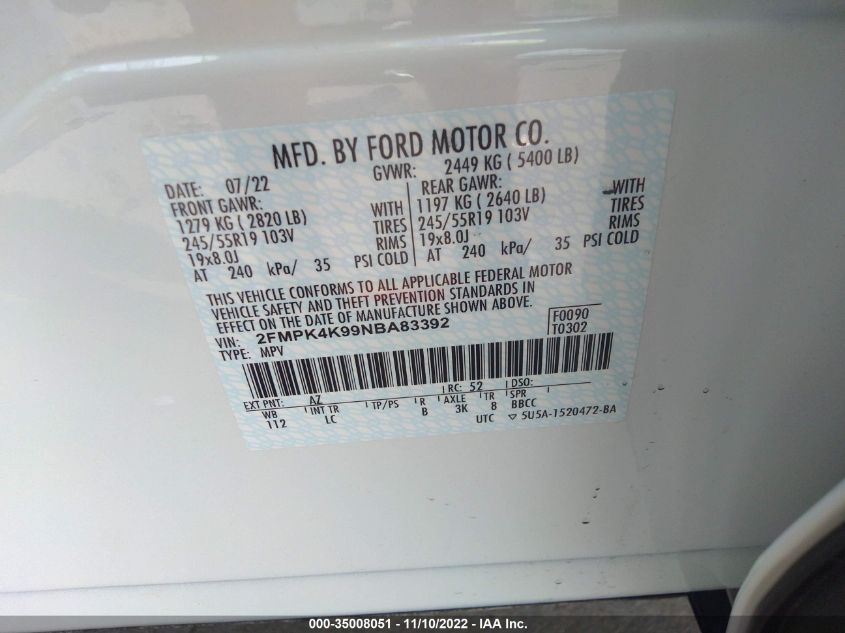 MFD. BY FORD MOTOR CO.
DATE: 07/22 GVWR: 2449 KG ( 5400 LB)
FRONT GAWR: REAR GAWR:
1279 KG ( 2820 LB) WITH 1197 KG ( 2640 LB) WITH
245/55R19 103V TIRES 245/55R19 103V TIRES
19x8.0J RIMS 19x8.0J RIMS
AT 240 kPa/ 35 PSI COLD AT 240 kPa/ 35 PSI COLD
THIS VEHICLE CONFORMS TO ALL APPLICABLE FEDERAL MOTOR
VEHICLE SAFETY AND THEFT PREVENTION STANDARDS IN
EFFECT ON THE DATE OF MANUFACTURE SHOWN ABOVE.
VIN: 2FMPK4K99NBA83392 F0090
TYPE: MPV T0302
EXT PNT: AZ RC: 52 DSO:
WB INT TR TP/PS R AXLE TR SPR
112 LC B 3K 8 BBCC
UTC ▽ 5U5A-1520472-BA
000-35008051 - 11/10/2022 - IAA Inc.